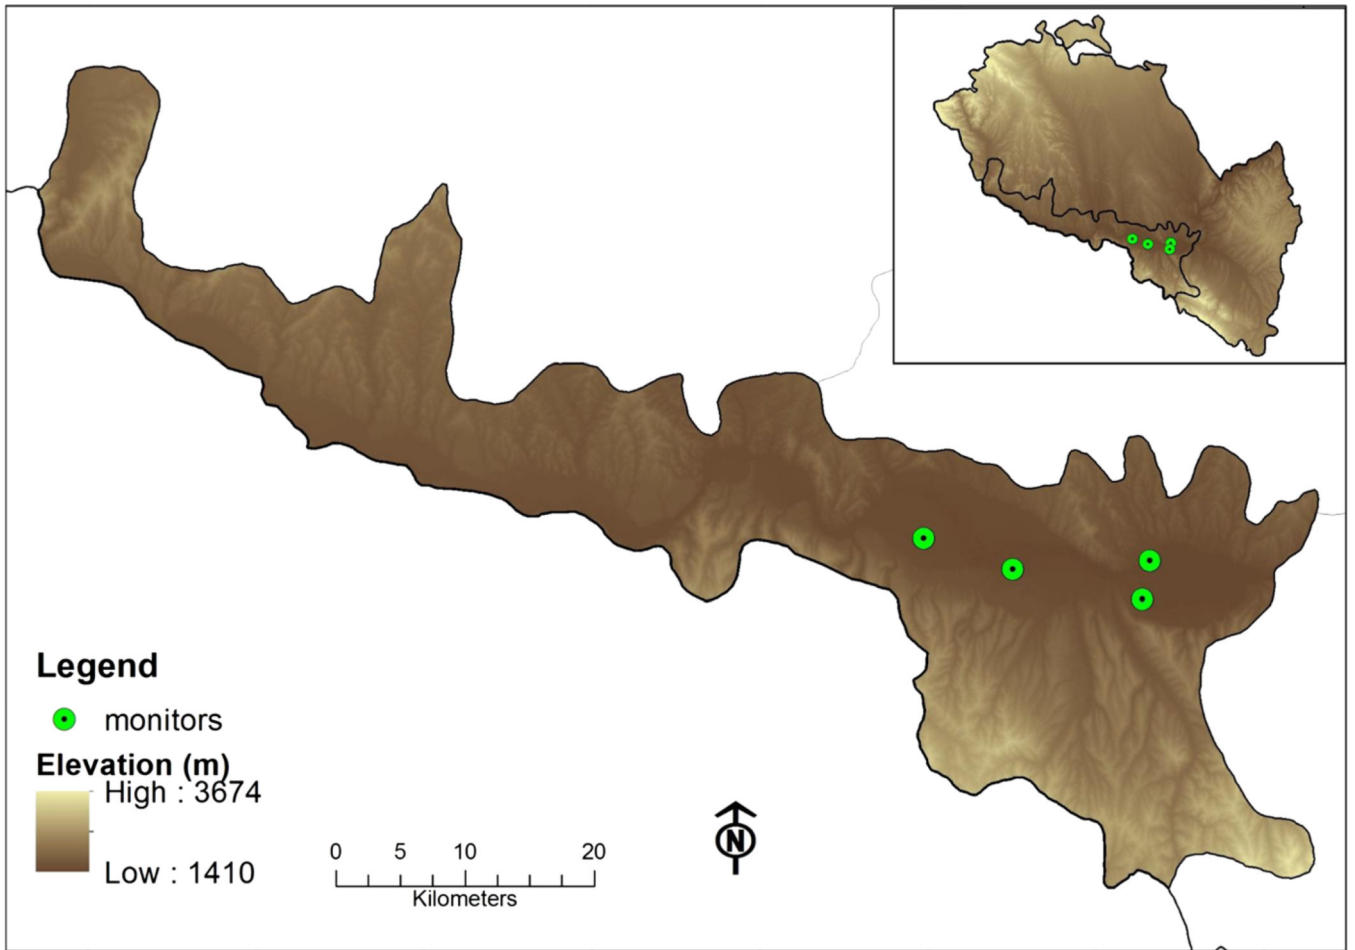 Legend
monitors
Elevation (m)
High : 3674
Low : 1410
0 5 10 20
Kilometers
N